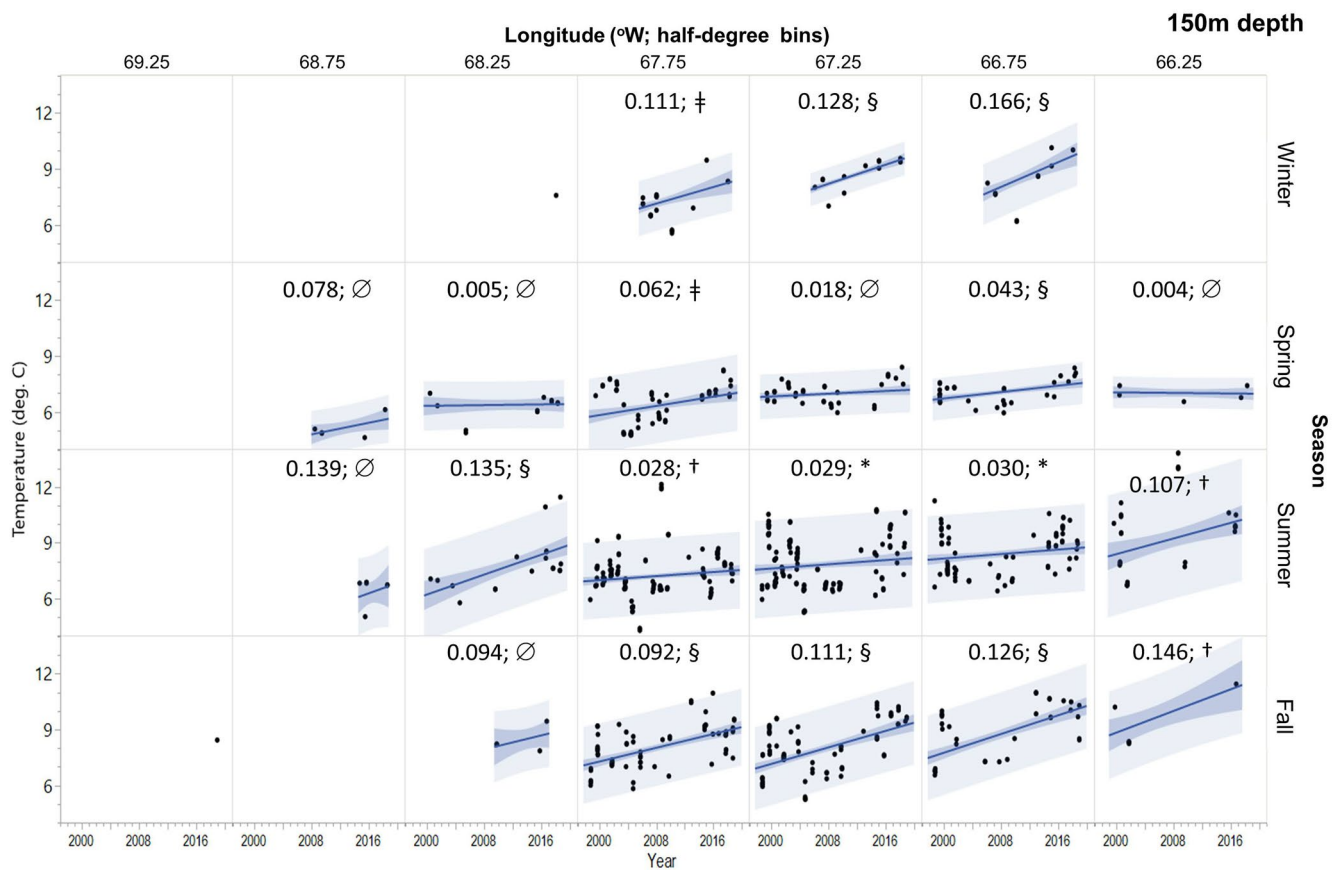 150m depth
Longitude (°W; half-degree bins)
69.25 68.75 68.25 67.75 67.25 66.75 66.25
12 0.111; ‡ 0.128; § 0.166; §
9
6
Winter
0.078; ∅ 0.005; ∅ 0.062; ‡ 0.018; ∅ 0.043; § 0.004; ∅
12
9
6
Spring
0.139; ∅ 0.135; § 0.028; † 0.029; * 0.030; * 0.107; †
12
9
6
Summer
0.094; ∅ 0.092; § 0.111; § 0.126; § 0.146; †
12
9
6
Fall
Temperature (deg. C)
Season
2000 2008 2016 2000 2008 2016 2000 2008 2016 2000 2008 2016 2000 2008 2016 2000 2008 2016 2000 2008 2016
Year